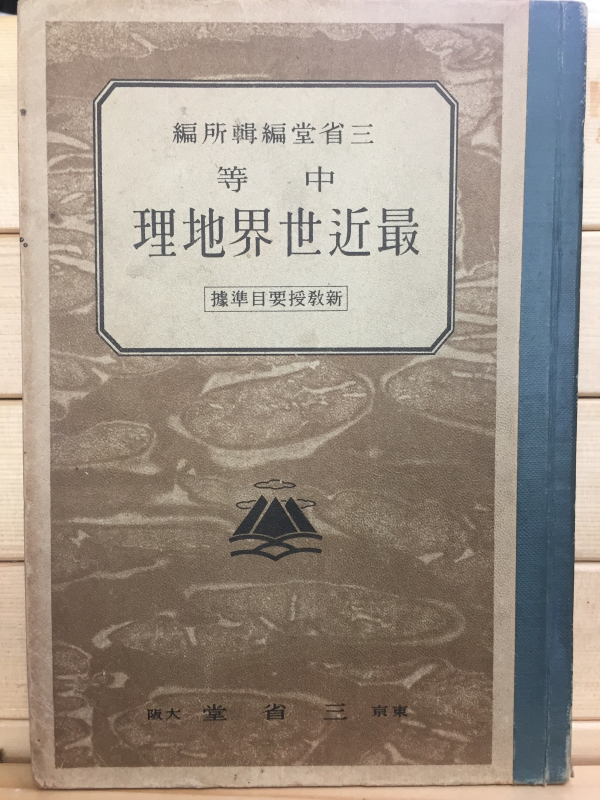 三省堂編輯所編
中等
最近世界地理
新教授要目準據
東京 三省堂 大阪